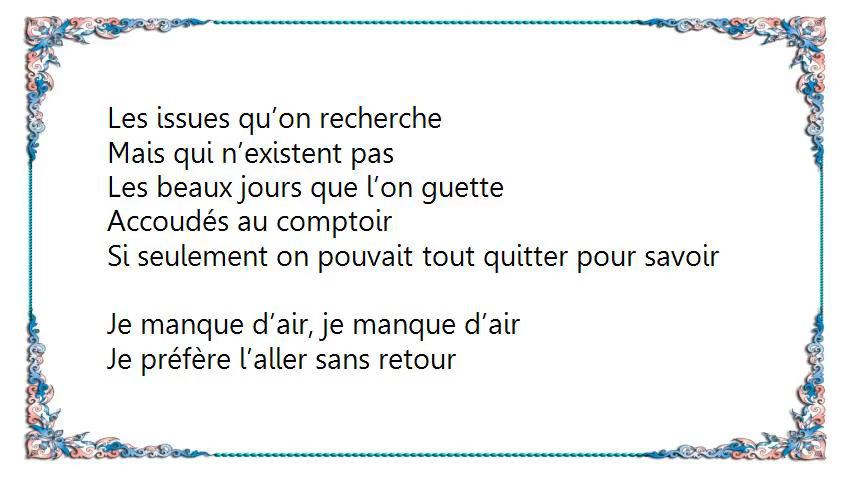 Les issues qu’on recherche
Mais qui n’existent pas
Les beaux jours que l’on guette
Accoudés au comptoir
Si seulement on pouvait tout quitter pour savoir
Je manque d’air, je manque d’air
Je préfère l’aller sans retour